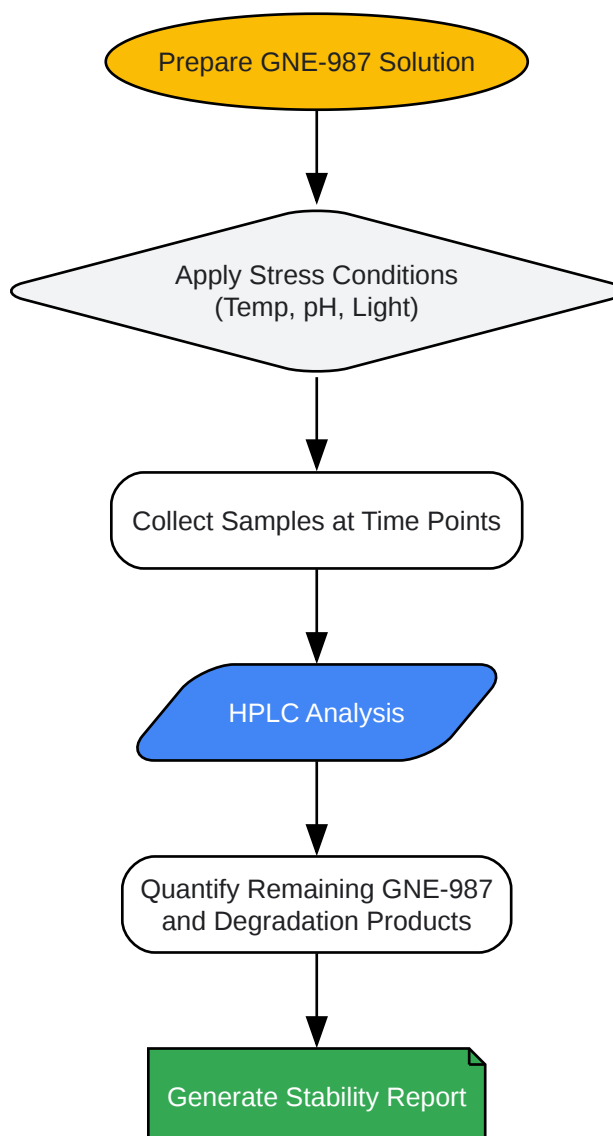 Prepare GNE-987 Solution
Apply Stress Conditions
(Temp, pH, Light)
Collect Samples at Time Points
HPLC Analysis
Quantify Remaining GNE-987
and Degradation Products
Generate Stability Report